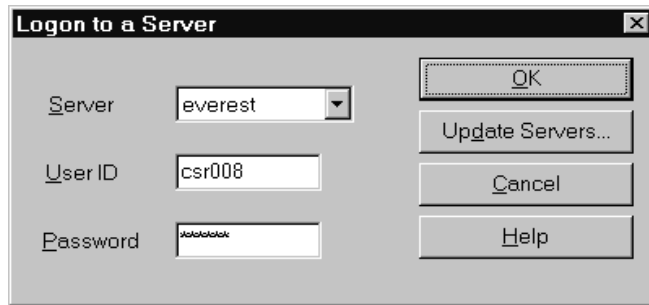 Logon to a Server
Server
everest
OK
Update Servers...
User ID
csr008
Cancel
Password
*******
Help